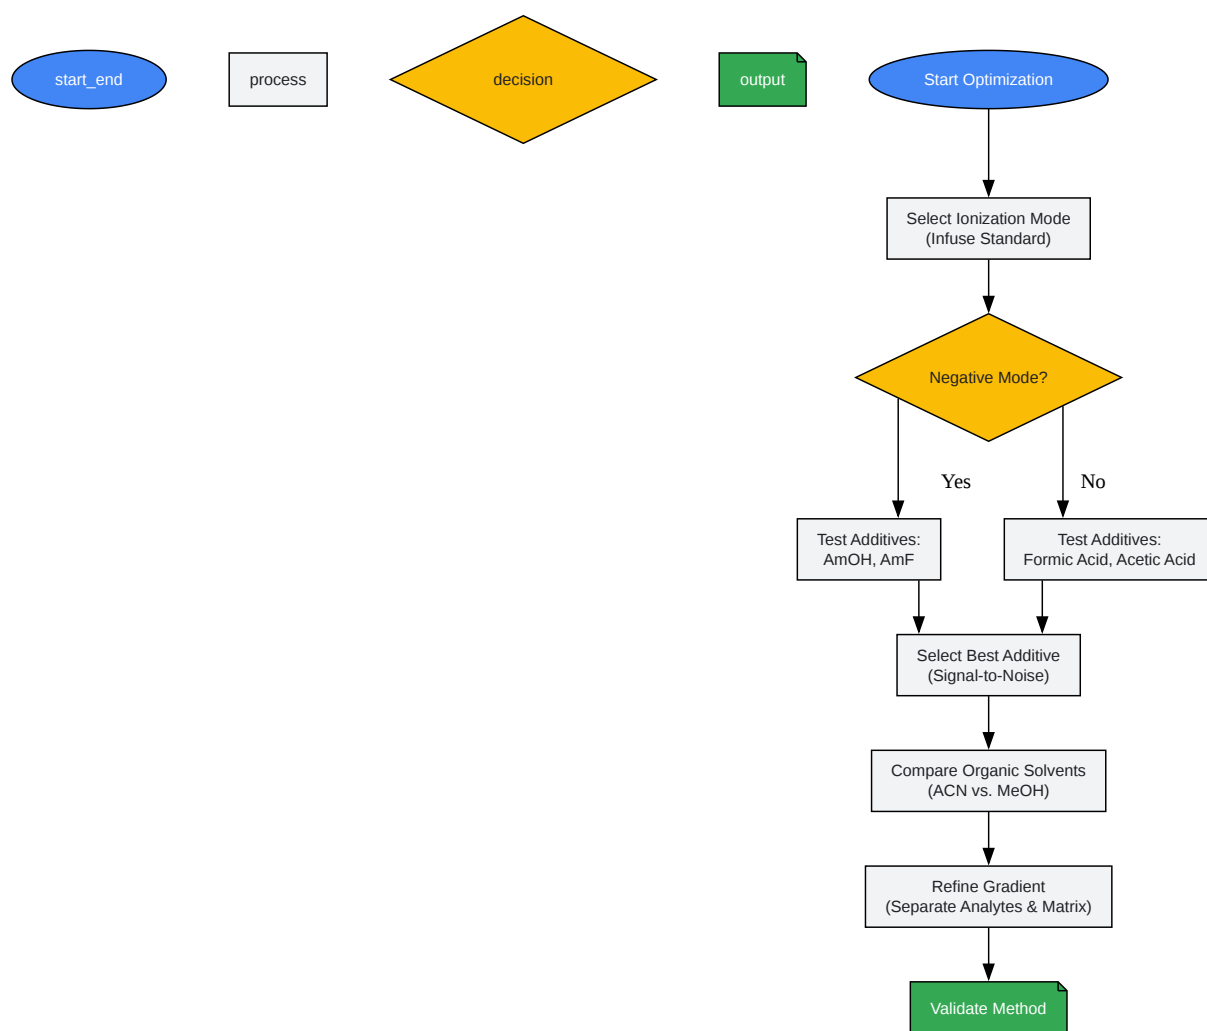 start_end
process
decision
output
Start Optimization
Select Ionization Mode
(Infuse Standard)
Negative Mode?
Yes
No
Test Additives:
AmOH, AmF
Test Additives:
Formic Acid, Acetic Acid
Select Best Additive
(Signal-to-Noise)
Compare Organic Solvents
(ACN vs. MeOH)
Refine Gradient
(Separate Analytes & Matrix)
Validate Method